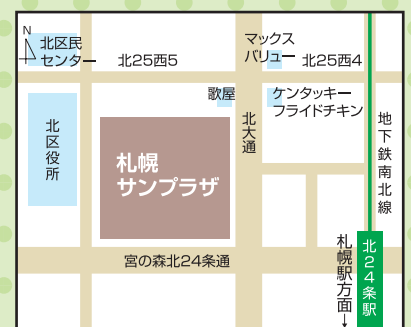 N
北区民
センター
北25西5
マックス
バリュー
北25西4
歌屋
ケンタッキー
フライドチキン
北区役所
札幌
サンプラザ
北大通
地下鉄南北線
宮の森北24条通
札幌駅方面↓
北24条駅